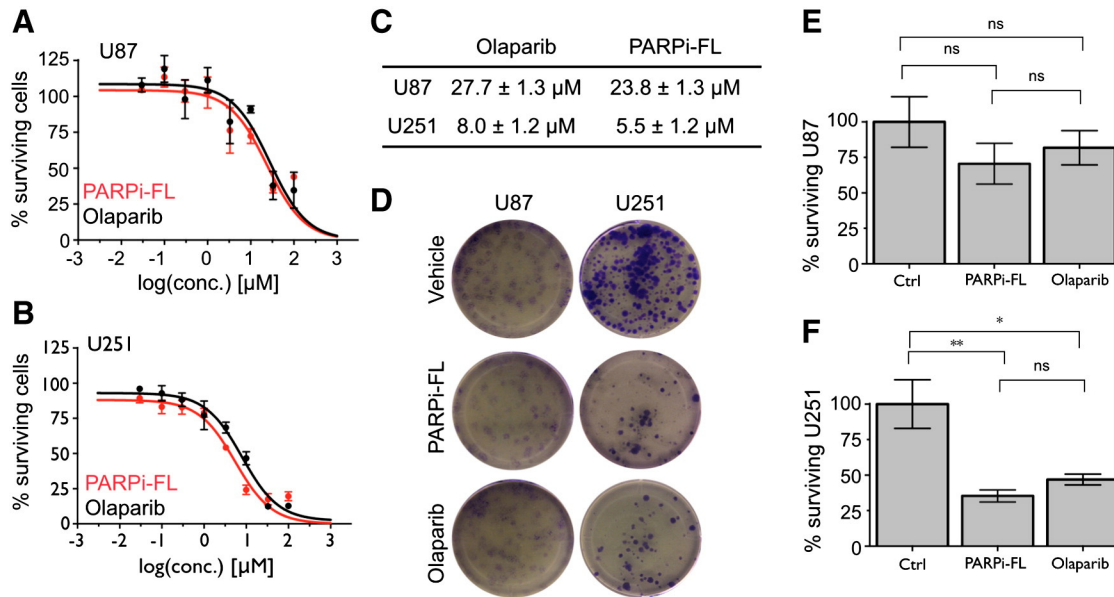 A
U87
% surviving cells
125
100
75
50
25
0
PARPi-FL
Olaparib
-3 -2 -1 0 1 2 3
log(conc.) [µM]
B
U251
% surviving cells
125
100
75
50
25
0
PARPi-FL
Olaparib
-3 -2 -1 0 1 2 3
log(conc.) [µM]
C
Olaparib PARPi-FL
U87 27.7 ± 1.3 µM 23.8 ± 1.3 µM
U251 8.0 ± 1.2 µM 5.5 ± 1.2 µM
D
U87 U251
Vehicle
PARPi-FL
Olaparib
E
ns
ns
ns
% surviving U87
100
75
50
25
0
Ctrl PARPi-FL Olaparib
F
*
**
ns
% surviving U251
100
75
50
25
0
Ctrl PARPi-FL Olaparib